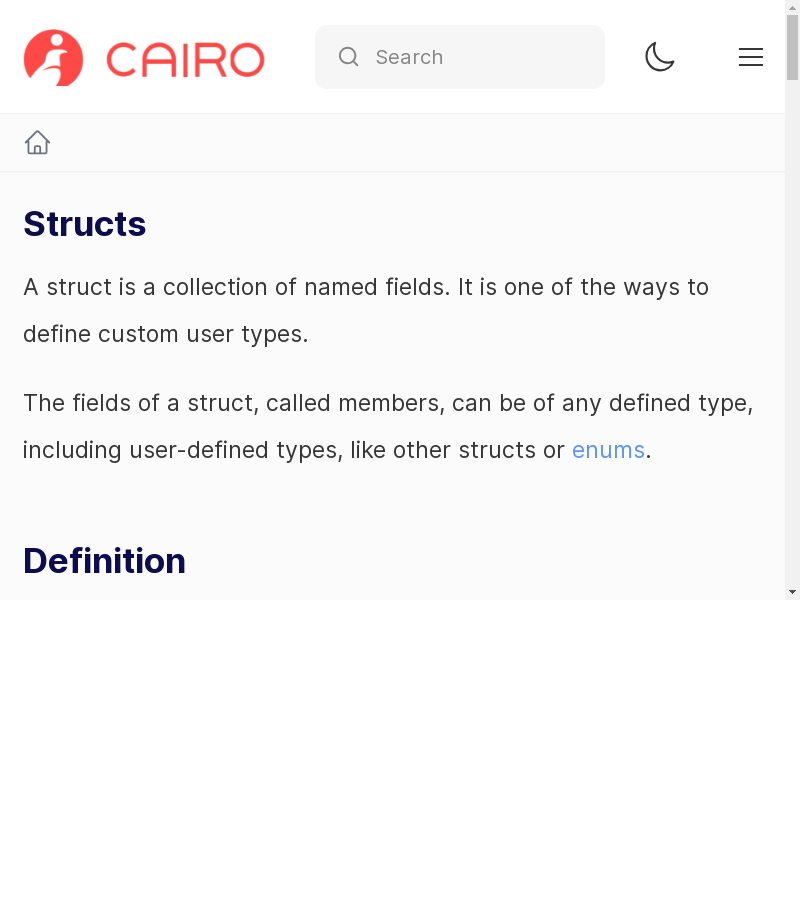 CAIRO
Search
Structs
A struct is a collection of named fields. It is one of the ways to
define custom user types.
The fields of a struct, called members, can be of any defined type,
including user-defined types, like other structs or enums.
Definition